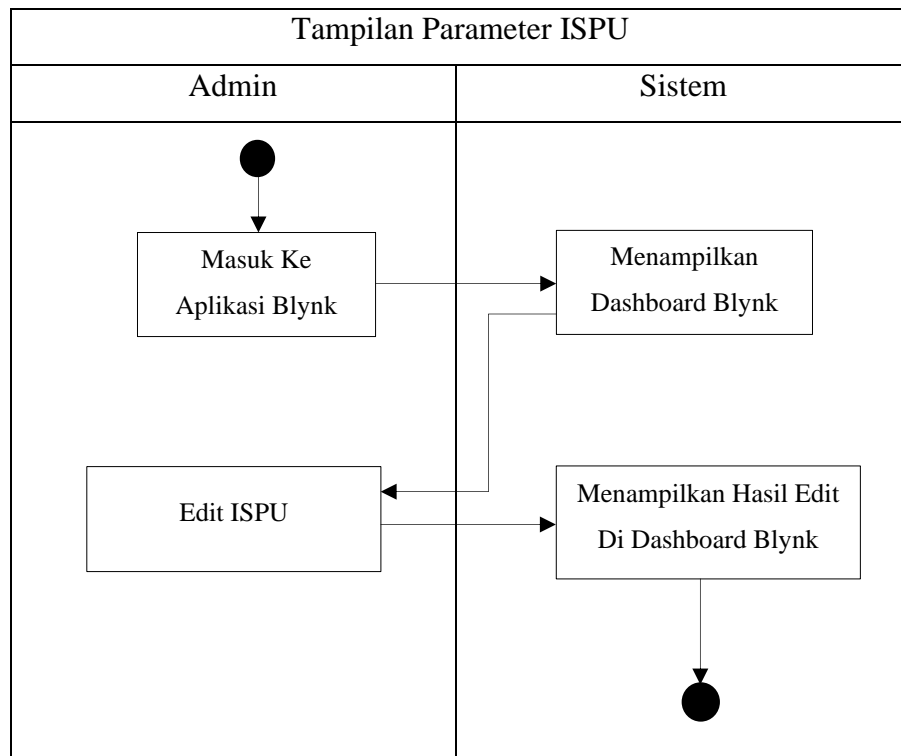 Tampilan Parameter ISPU
Admin
Sistem
Masuk Ke
Aplikasi Blynk
Menampilkan
Dashboard Blynk
Edit ISPU
Menampilkan Hasil Edit
Di Dashboard Blynk